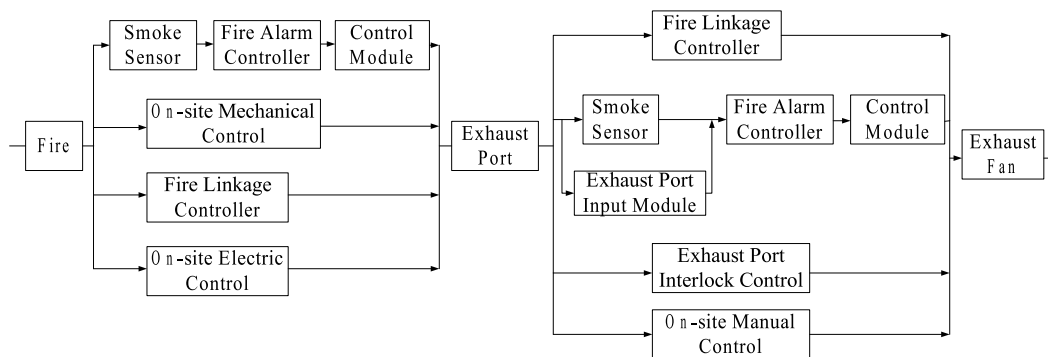 Fire
Smoke
Sensor
Fire Alarm
Controller
Control
Module
On-site Mechanical
Control
Fire Linkage
Controller
On-site Electric
Control
Exhaust
Port
Fire Linkage
Controller
Smoke
Sensor
Exhaust Port
Input Module
Fire Alarm
Controller
Control
Module
Exhaust Port
Interlock Control
On-site Manual
Control
Exhaust
Fan